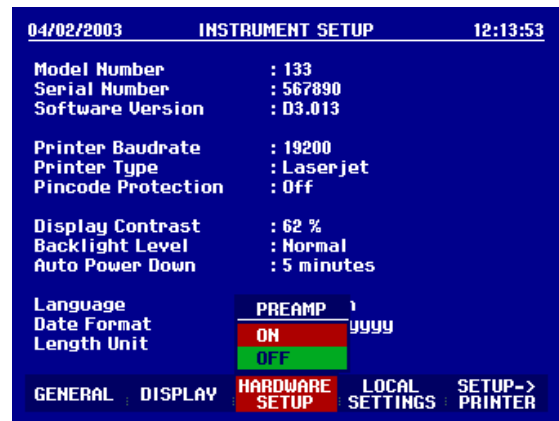 04/02/2003 INSTRUMENT SETUP 12:13:53
Model Number : 133
Serial Number : 567890
Software Version : D3.013
Printer Baudrate : 19200
Printer Type : Laserjet
Pincode Protection : Off
Display Contrast : 62 %
Backlight Level : Normal
Auto Power Down : 5 minutes
Language
Date Format yyyy
Length Unit
PREAMP
ON
OFF
GENERAL DISPLAY HARDWARE SETUP LOCAL SETTINGS SETUP-> PRINTER